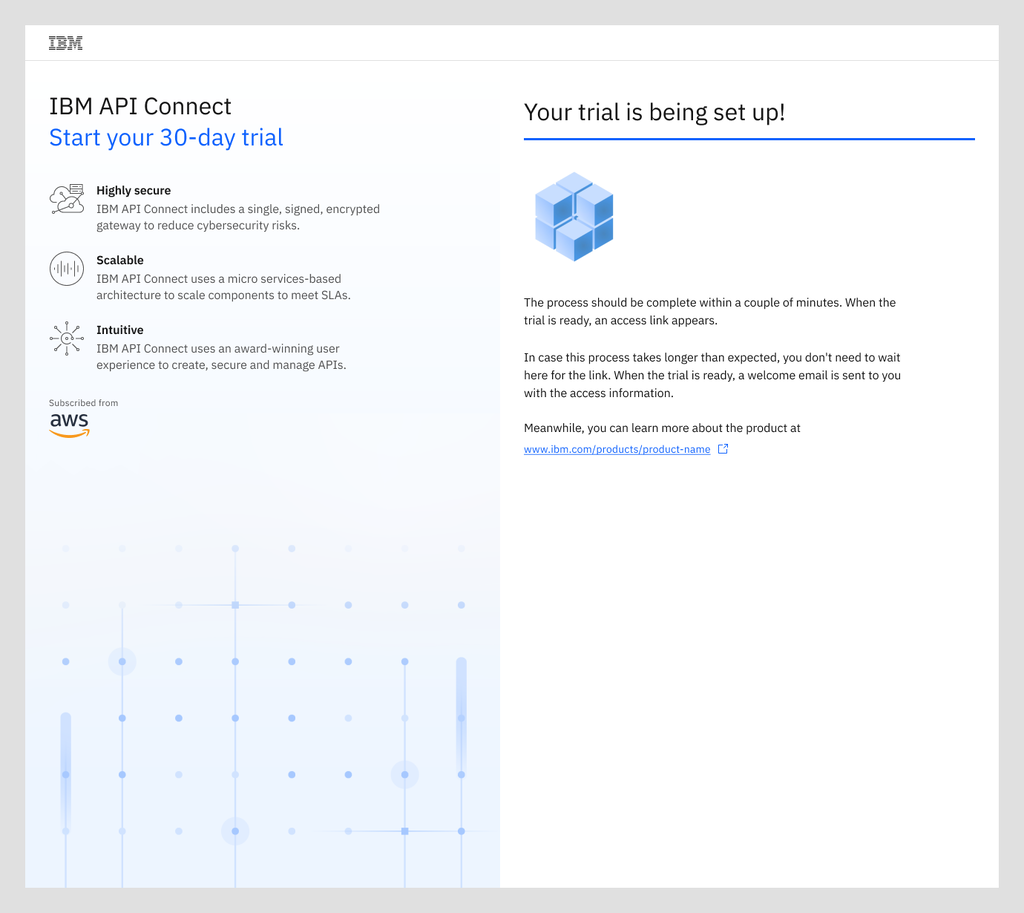 IBM
IBM API Connect
Start your 30-day trial
Highly secure
IBM API Connect includes a single, signed, encrypted
gateway to reduce cybersecurity risks.
Scalable
IBM API Connect uses a micro services-based
architecture to scale components to meet SLAs.
Intuitive
IBM API Connect uses an award-winning user
experience to create, secure and manage APIs.
Subscribed from
aws
Your trial is being set up!
The process should be complete within a couple of minutes. When the
trial is ready, an access link appears.
In case this process takes longer than expected, you don't need to wait
here for the link. When the trial is ready, a welcome email is sent to you
with the access information.
Meanwhile, you can learn more about the product at
www.ibm.com/products/product-name